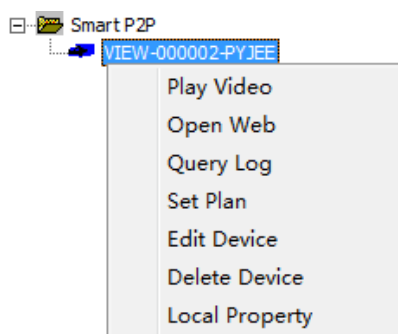 Smart P2P
VIEW-000002-PYJEE
Play Video
Open Web
Query Log
Set Plan
Edit Device
Delete Device
Local Property